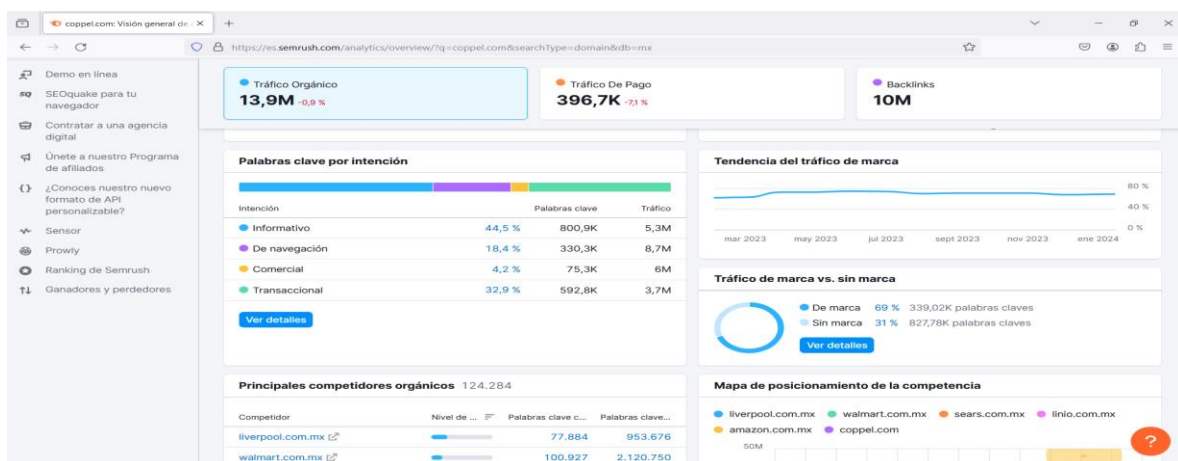 coppel.com: Visión general de
https://es.semrush.com/analytics/overview/?q=coppel.com&searchType=domain&db=mx
Demo en línea
SEOquake para tu
navegador
Contratar a una agencia
digital
Únete a nuestro Programa
de afiliados
¿Conoces nuestro nuevo
formato de API
personalizable?
Sensor
Prowly
Ranking de Semrush
Ganadores y perdedores
Tráfico Orgánico
13,9M -0,9 %
Tráfico De Pago
396,7K -7,1 %
Backlinks
10M
Palabras clave por intención
Intención Palabras clave Tráfico
Informativo 44,5 % 800,9K 5,3M
De navegación 18,4 % 330,3K 8,7M
Comercial 4,2 % 75,3K 6M
Transaccional 32,9 % 592,8K 3,7M
Ver detalles
Tendencia del tráfico de marca
80 %
40 %
0 %
mar 2023 may 2023 jul 2023 sept 2023 nov 2023 ene 2024
Tráfico de marca vs. sin marca
De marca 69 % 339,02K palabras claves
Sin marca 31 % 827,78K palabras claves
Ver detalles
Principales competidores orgánicos 124.284
Competidor Nivel de ... Palabras clave c... Palabras clave...
liverpool.com.mx 77.884 953.676
walmart.com.mx 100.927 2.120.750
Mapa de posicionamiento de la competencia
liverpool.com.mx walmart.com.mx sears.com.mx linio.com.mx
amazon.com.mx coppel.com
50M
?